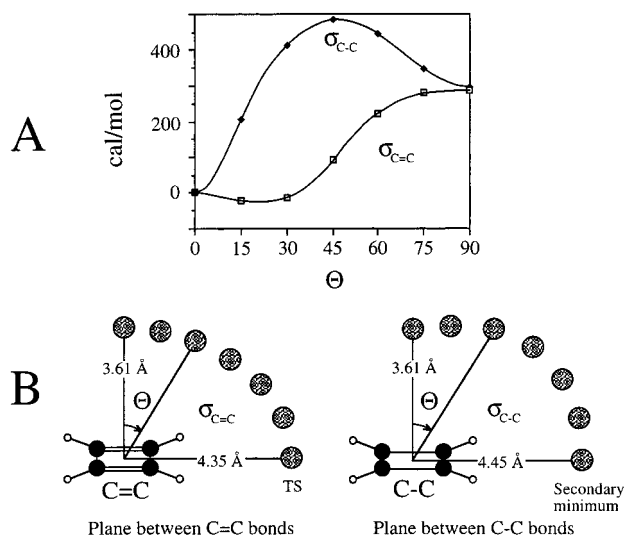 A
cal/mol
400
200
0
σC-C
σC=C
0 15 30 45 60 75 90
Θ
B
3.61 Å
Θ
σC=C
4.35 Å
C=C
TS
Plane between C=C bonds
3.61 Å
Θ
σC-C
4.45 Å
C-C
Secondary
minimum
Plane between C-C bonds